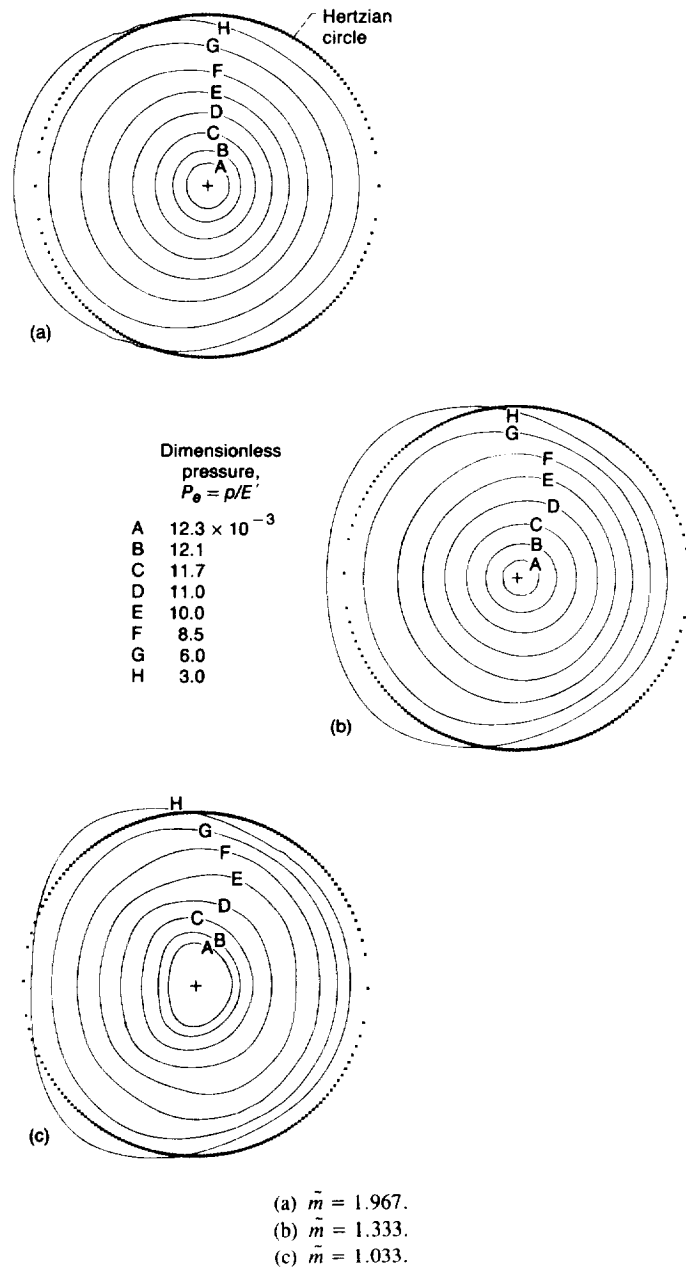 Hertzian
circle
H
G
F
E
D
C
B
A
(a)
Dimensionless
pressure,
Pₑ = p/E′
A 12.3 × 10⁻³
B 12.1
C 11.7
D 11.0
E 10.0
F 8.5
G 6.0
H 3.0
H
G
F
E
D
C
B
A
(b)
H
G
F
E
D
C
B
A
(c)
(a) m̃ = 1.967.
(b) m̃ = 1.333.
(c) m̃ = 1.033.